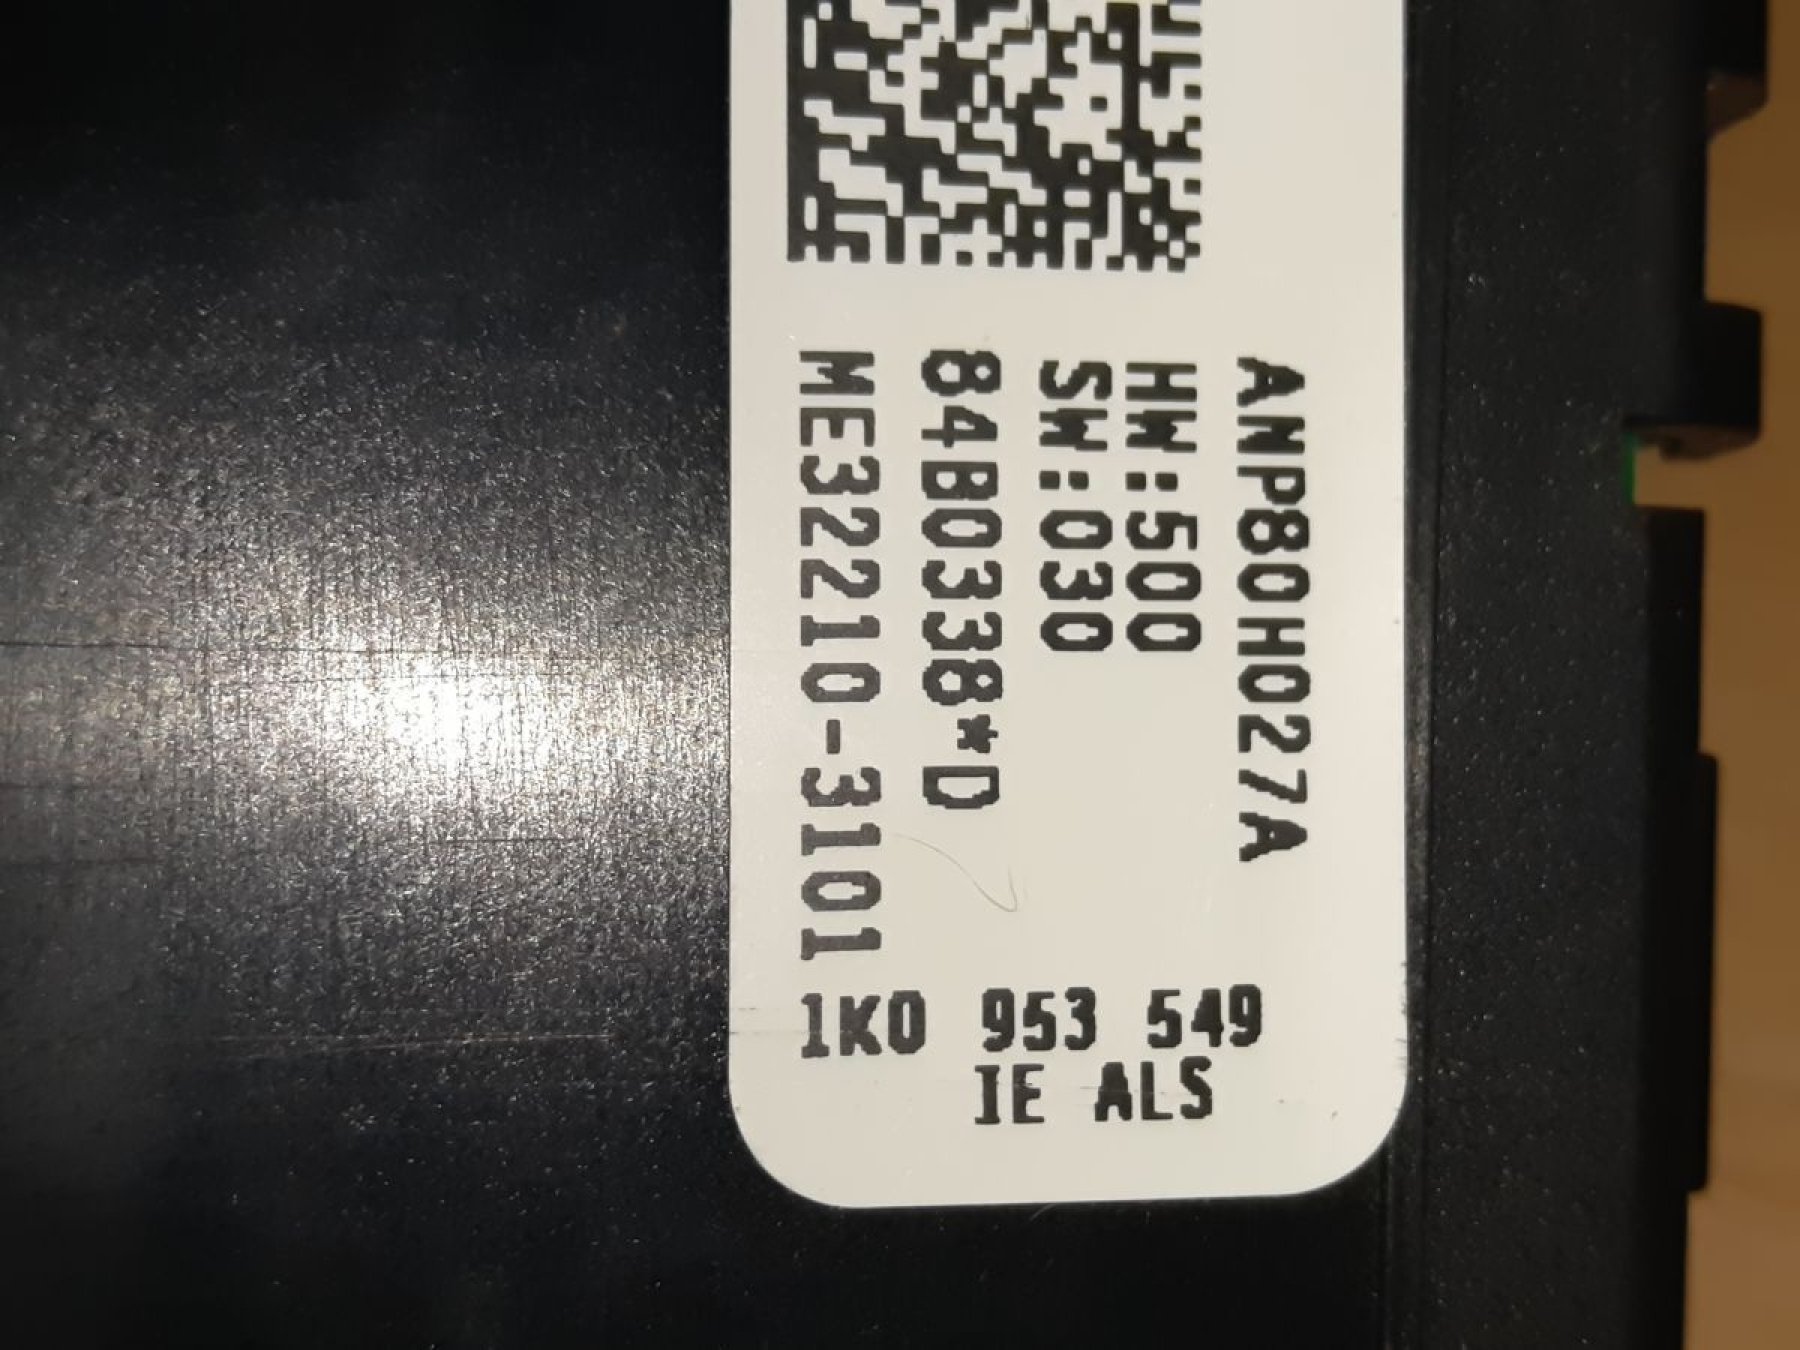 ANP80H027A
HW:500
SW:030
84B0338*D
ME32210-3101
1K0 953 549
IE ALS